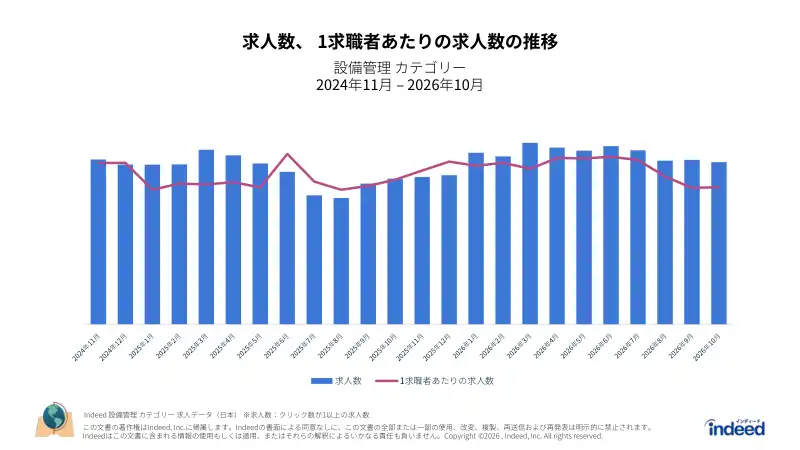 求人数、 1求職者あたりの求人数の推移
設備管理 カテゴリー
2024年11月 – 2026年10月
2024年11月
2024年12月
2025年1月
2025年2月
2025年3月
2025年4月
2025年5月
2025年6月
2025年7月
2025年8月
2025年9月
2025年10月
2025年11月
2025年12月
2026年1月
2026年2月
2026年3月
2026年4月
2026年5月
2026年6月
2026年7月
2026年8月
2026年9月
2026年10月
求人数
1求職者あたりの求人数
Indeed 設備管理 カテゴリー 求人データ（日本） ※求人数：クリック数が1以上の求人数
この文書の著作権はIndeed, Inc.に帰属します。Indeedの書面による同意なしに、この文書の全部または一部の使用、改変、複製、再送信および再発表は明示的に禁止されます。
Indeedはこの文書に含まれる情報の使用もしくは適用、またはそれらの解釈によるいかなる責任も負いません。Copyright ©2026 , Indeed, Inc. All rights reserved.
インディード
indeed